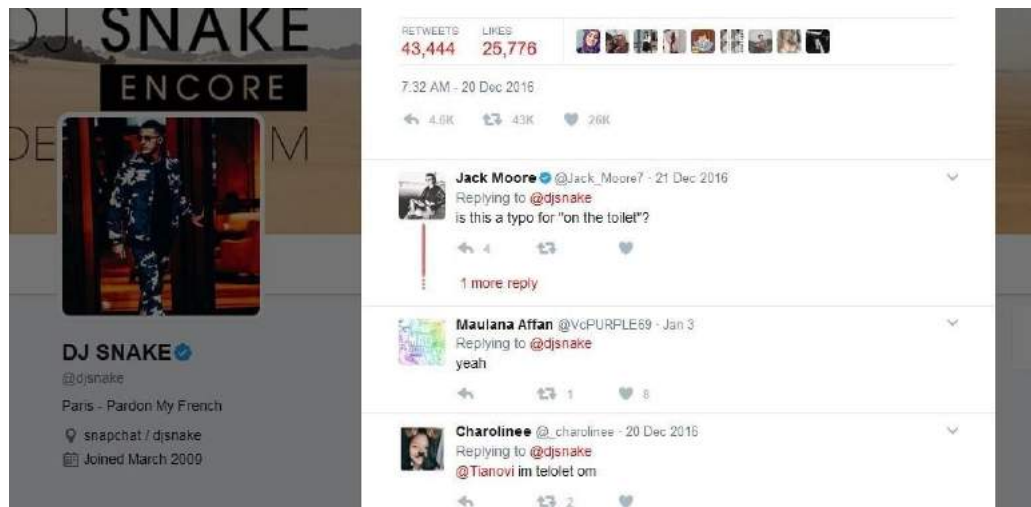 DJ SNAKE
ENCORE
DE M
DJ SNAKE
@djsnake
Paris - Pardon My French
snapchat / djsnake
Joined March 2009
RETWEETS LIKES
43,444 25,776
7:32 AM - 20 Dec 2016
4.6K 43K 26K
Jack Moore @Jack_Moore7 · 21 Dec 2016
Replying to @djsnake
is this a typo for "on the toilet"?
4
1 more reply
Maulana Affan @VcPURPLE69 · Jan 3
Replying to @djsnake
yeah
1 8
Charolinee @_charolinee · 20 Dec 2016
Replying to @djsnake
@Tianovi im telolet om
2